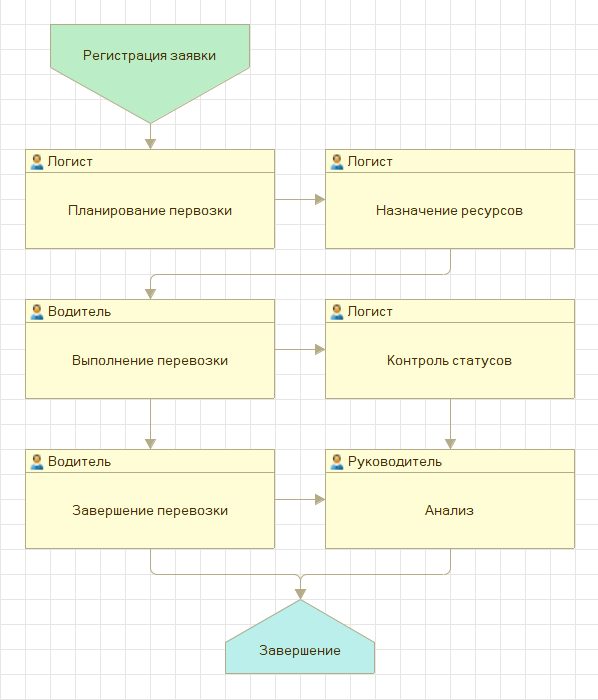 Регистрация заявки
Логист
Планирование первозки
Логист
Назначение ресурсов
Водитель
Выполнение перевозки
Логист
Контроль статусов
Водитель
Завершение перевозки
Руководитель
Анализ
Завершение